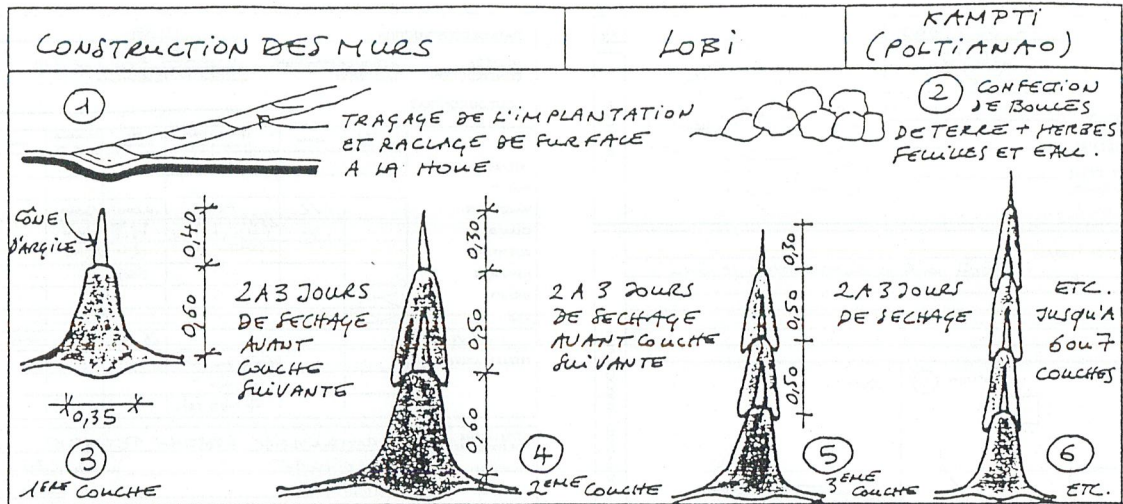 CONSTRUCTION DES MURS
LOBI
KAMPTI
(POLTIANAO)
1
TRAÇAGE DE L'IMPLANTATION
ET RACLAGE DE SURFACE
A LA HOUE
2
CONFECTION
DE BOULES
DE TERRE + HERBES
FEUILLES ET EAU.
CÔNE
D'ARGILE
0,40
0,60
0,35
3
1ERE COUCHE
2 A 3 JOURS
DE SECHAGE
AVANT
COUCHE
SUIVANTE
0,30
0,50
0,60
4
2EME COUCHE
2 A 3 JOURS
DE SECHAGE
AVANT COUCHE
SUIVANTE
0,30
0,50
0,50
5
3EME COUCHE
2 A 3 JOURS
DE SECHAGE
ETC.
JUSQU'A
6 OU 7
COUCHES
6
ETC.